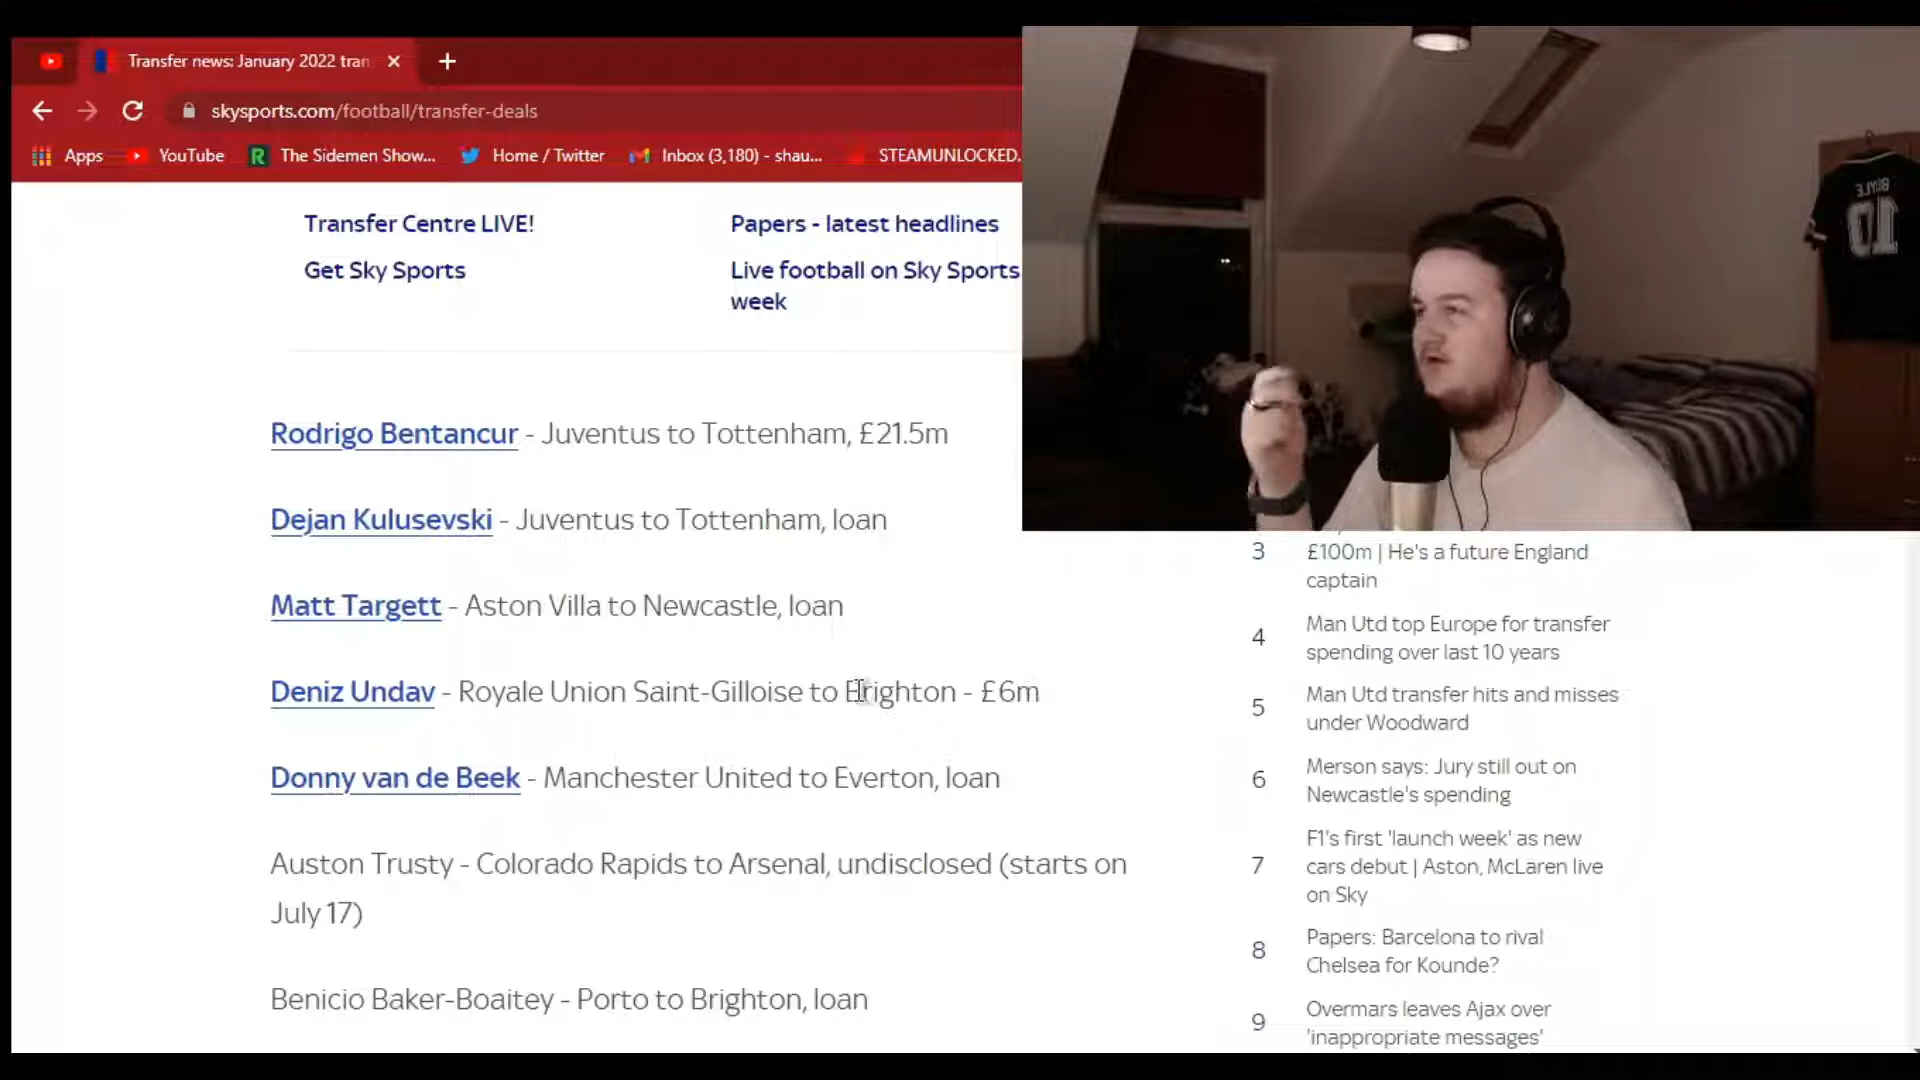 Transfer news: January 2022 tran
skysports.com/football/transfer-deals
Apps YouTube The Sidemen Show... Home / Twitter Inbox (3,180) - shau... STEAMUNLOCKED.
Transfer Centre LIVE!
Papers - latest headlines
Get Sky Sports
Live football on Sky Sports
week
BOYLE
10
Rodrigo Bentancur - Juventus to Tottenham, £21.5m
Dejan Kulusevski - Juventus to Tottenham, loan
Matt Targett - Aston Villa to Newcastle, loan
Deniz Undav - Royale Union Saint-Gilloise to Brighton - £6m
Donny van de Beek - Manchester United to Everton, loan
Auston Trusty - Colorado Rapids to Arsenal, undisclosed (starts on
July 17)
Benicio Baker-Boaitey - Porto to Brighton, loan
3 £100m | He's a future England
captain
4 Man Utd top Europe for transfer
spending over last 10 years
5 Man Utd transfer hits and misses
under Woodward
6 Merson says: Jury still out on
Newcastle's spending
7 F1's first 'launch week' as new
cars debut | Aston, McLaren live
on Sky
8 Papers: Barcelona to rival
Chelsea for Kounde?
9 Overmars leaves Ajax over
'inappropriate messages'